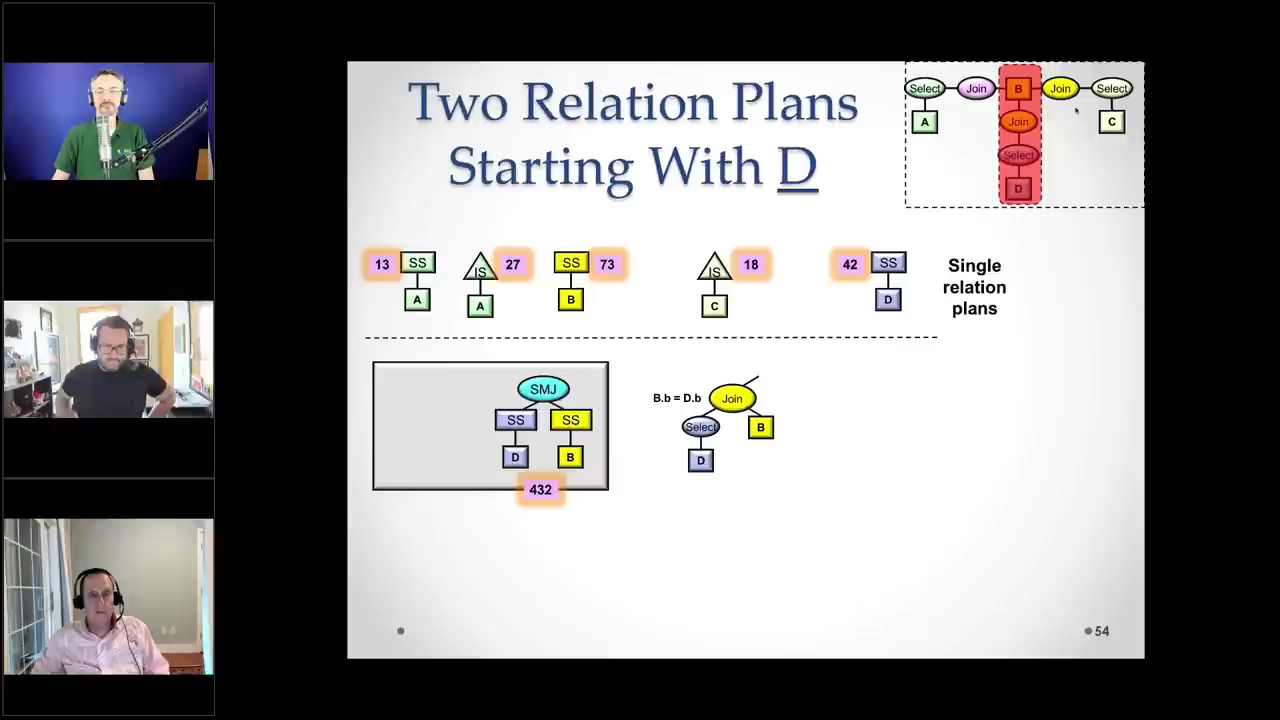 Two Relation Plans
Starting With D
Select Join B Join Select
A Join C
Select
D
13 SS IS 27 SS 73 IS 18 42 SS
A A B C D
Single
relation
plans
SMJ
SS SS
D B
432
B.b = D.b Join
Select B
D
54